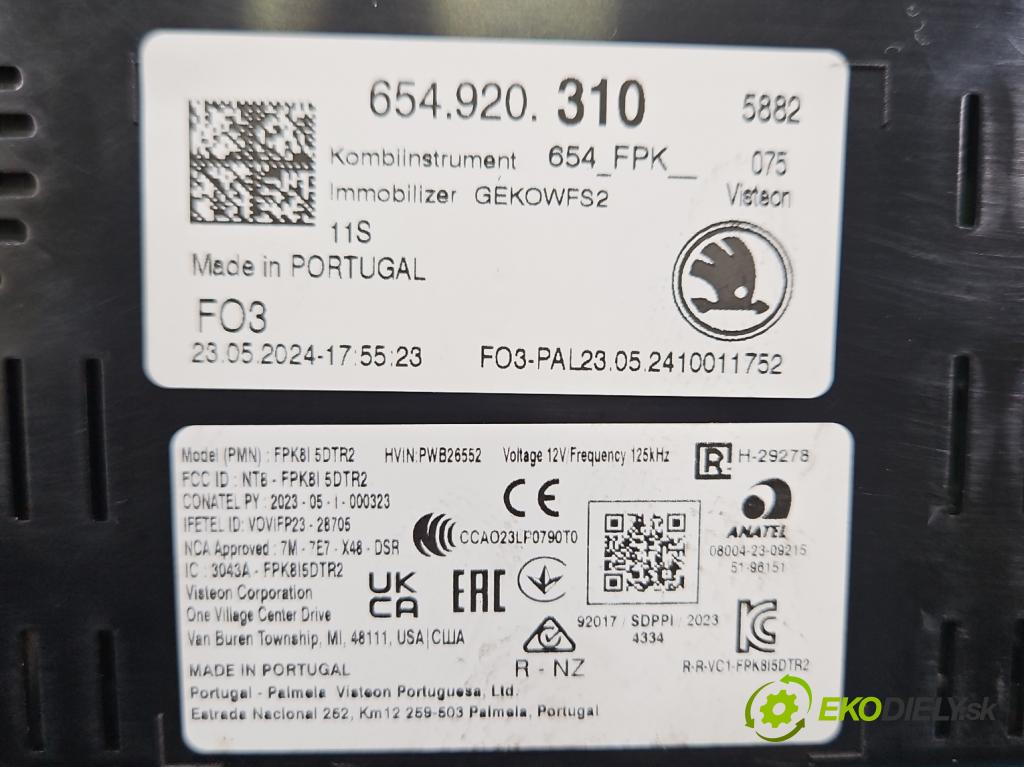 654.920. 310 5882
Kombiinstrument 654_FPK__ 075
Immobilizer GEKOWFS2 Visteon
11S
Made in PORTUGAL
FO3
23.05.2024-17:55:23 FO3-PAL23.05.2410011752
Model (PMN) : FPK8I5DTR2 HVIN:PWB26552 Voltage 12V/Frequency 125kHz R H-29278
FCC ID : NT8-FPK8I5DTR2
CONATEL PY : 2023-05-I-000323
IFETEL ID: VOVIFP23-28705
NCA Approved : 7M-7E7-X48-DSR
IC : 3043A-FPK8I5DTR2
Visteon Corporation
One Village Center Drive
Van Buren Township, MI, 48111, USA|США
CE
CCAO23LP0790T0
ANATEL
08004-23-09215
51-96151
UK
CA
EAC
92017/SDPPI/2023
4334
R-NZ
R-R-VC1-FPK8I5DTR2
MADE IN PORTUGAL
Portugal - Palmela Visteon Portuguesa, Ltd.
Estrada Nacional 252, Km12 259-503 Palmela, Portugal
EKODIELY.sk